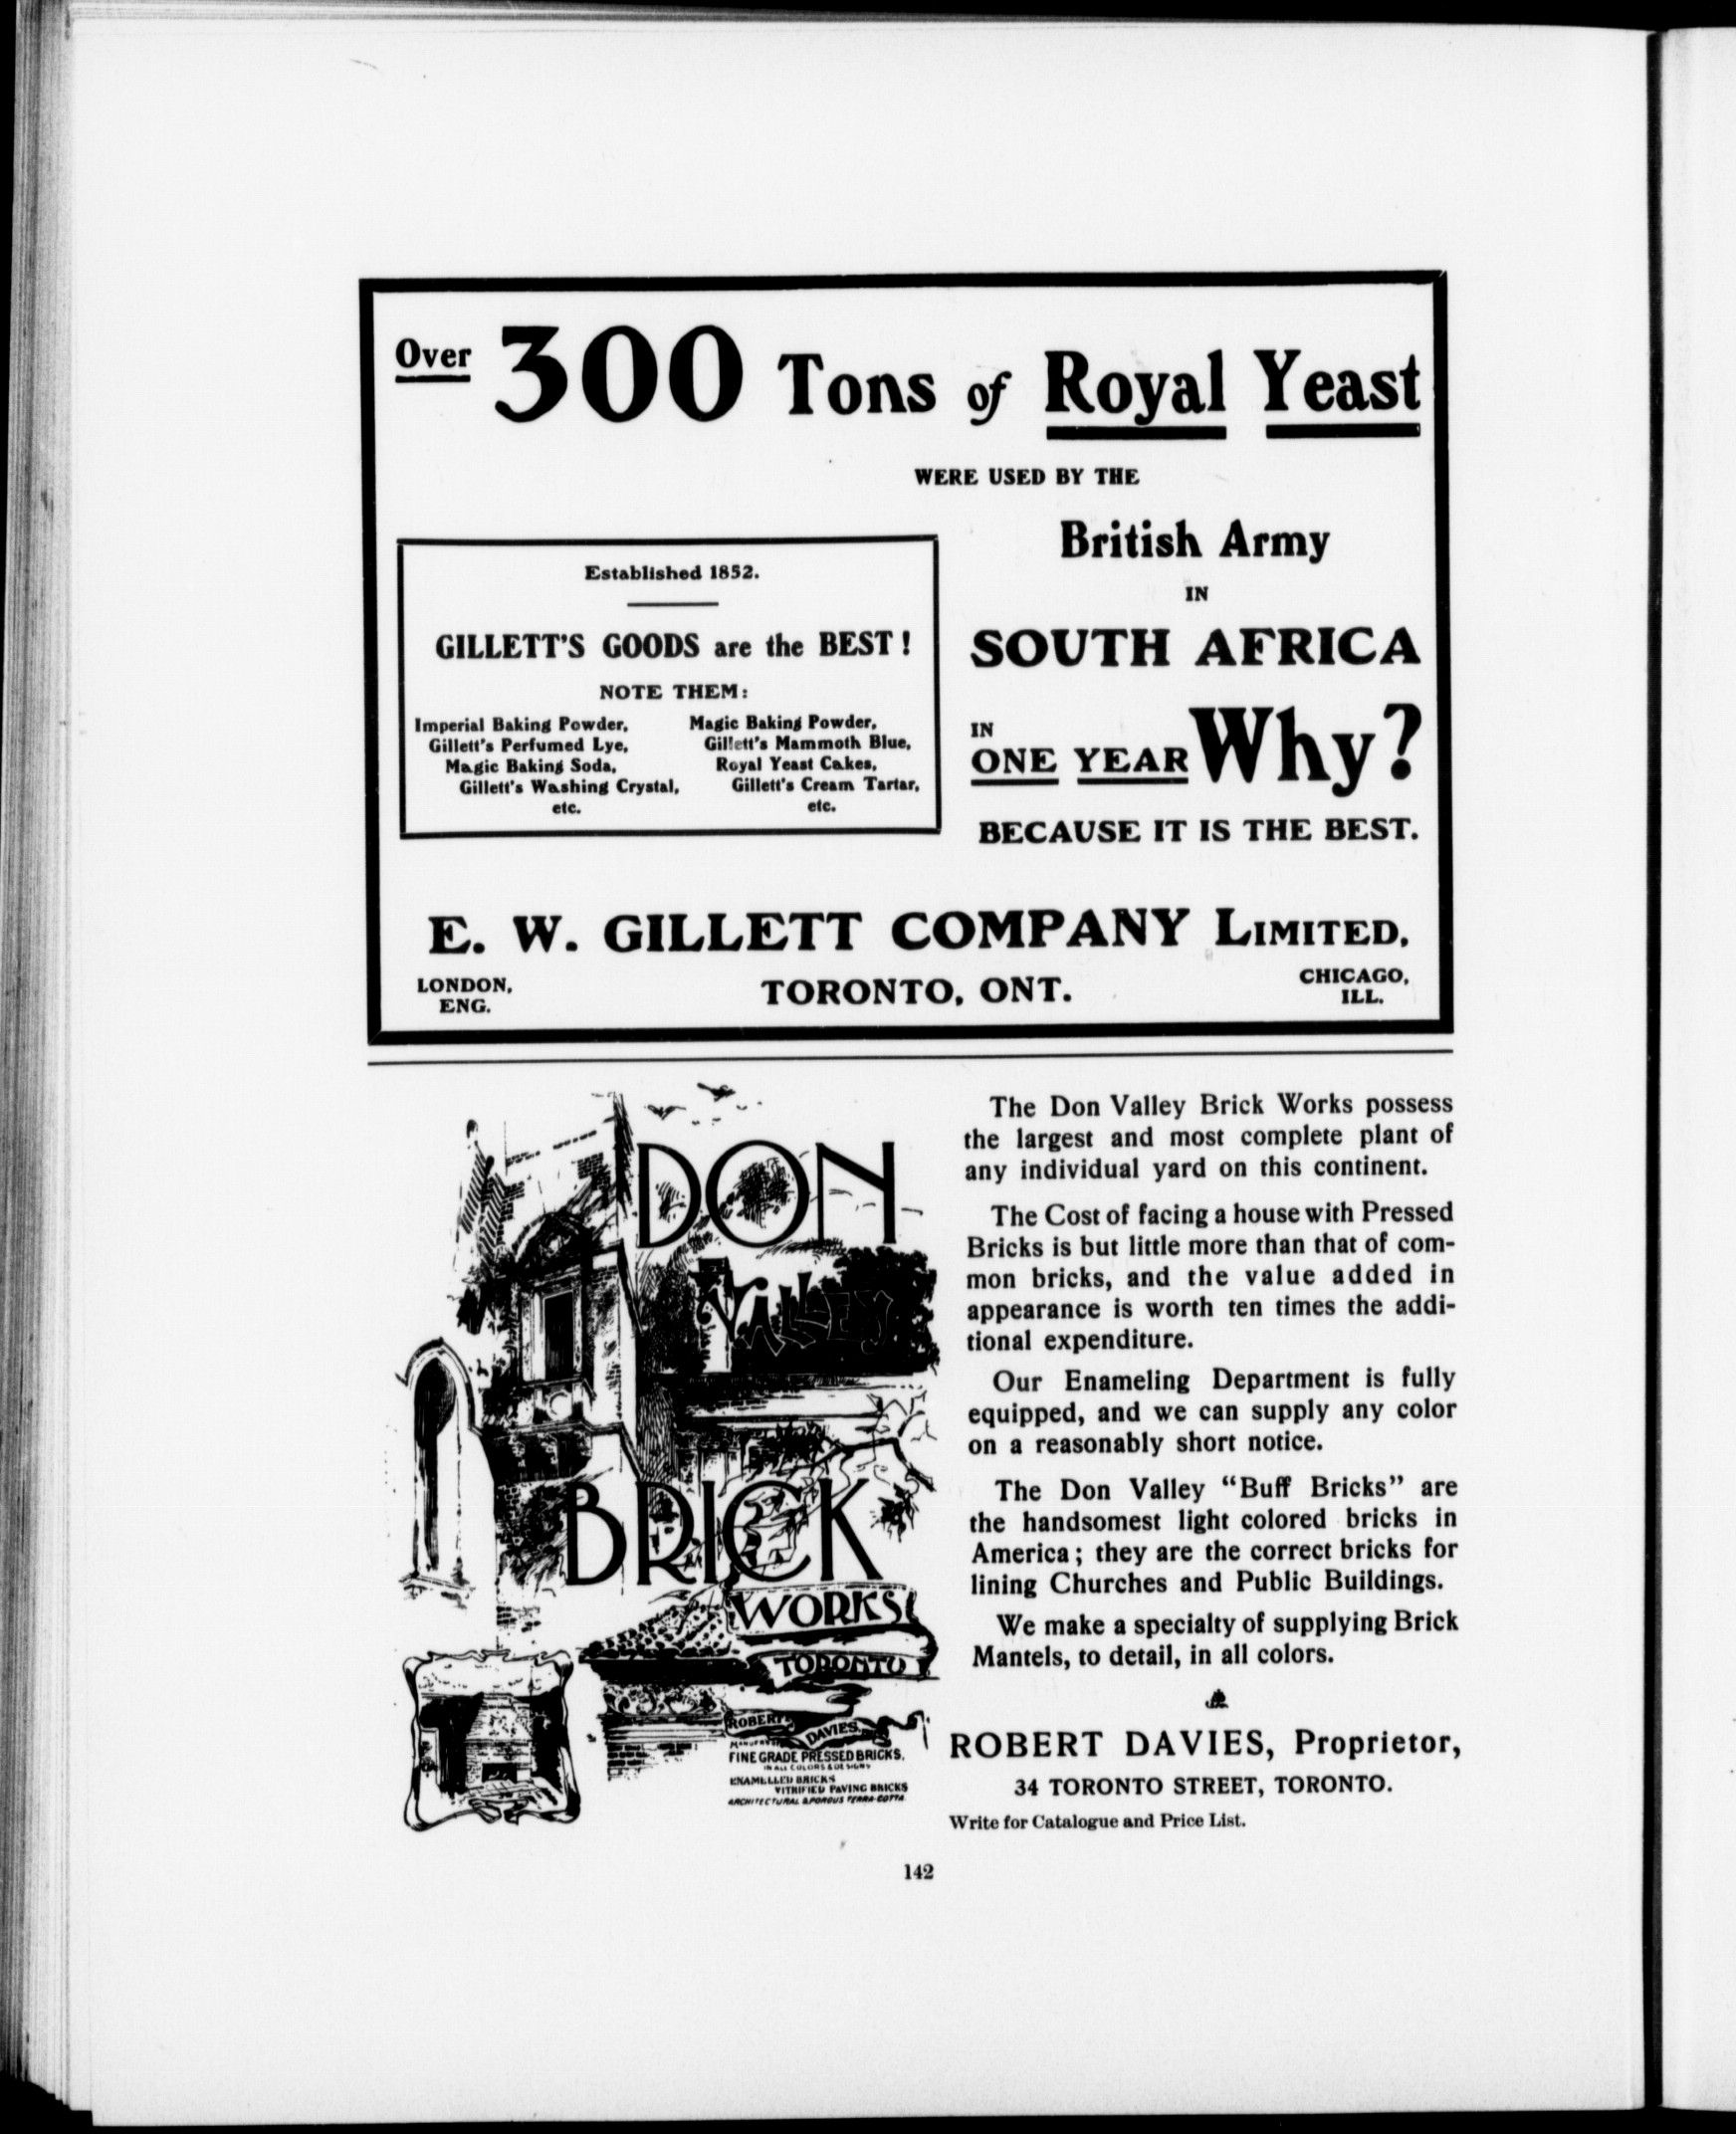 Over 300 Tons of Royal Yeast
WERE USED BY THE
British Army
IN
SOUTH AFRICA
IN
ONE YEAR Why?
BECAUSE IT IS THE BEST.
Established 1852.
GILLETT'S GOODS are the BEST!
NOTE THEM:
Imperial Baking Powder,
Gillett's Perfumed Lye,
Magic Baking Soda,
Gillett's Washing Crystal,
etc.
Magic Baking Powder,
Gillett's Mammoth Blue,
Royal Yeast Cakes,
Gillett's Cream Tartar,
etc.
E. W. GILLETT COMPANY LIMITED,
LONDON,
ENG.
TORONTO, ONT.
CHICAGO,
ILL.
DON
VALLEY
BRICK
WORKS
TORONTO
ROBERT DAVIES
FINE GRADE PRESSED BRICKS,
IN ALL COLORS & DESIGNS
ENAMELLED BRICKS
VITRIFIED PAVING BRICKS
ARCHITECTURAL & POROUS TERRA-COTTA
The Don Valley Brick Works possess
the largest and most complete plant of
any individual yard on this continent.
The Cost of facing a house with Pressed
Bricks is but little more than that of com-
mon bricks, and the value added in
appearance is worth ten times the addi-
tional expenditure.
Our Enameling Department is fully
equipped, and we can supply any color
on a reasonably short notice.
The Don Valley “Buff Bricks” are
the handsomest light colored bricks in
America; they are the correct bricks for
lining Churches and Public Buildings.
We make a specialty of supplying Brick
Mantels, to detail, in all colors.
ROBERT DAVIES, Proprietor,
34 TORONTO STREET, TORONTO.
Write for Catalogue and Price List.
142